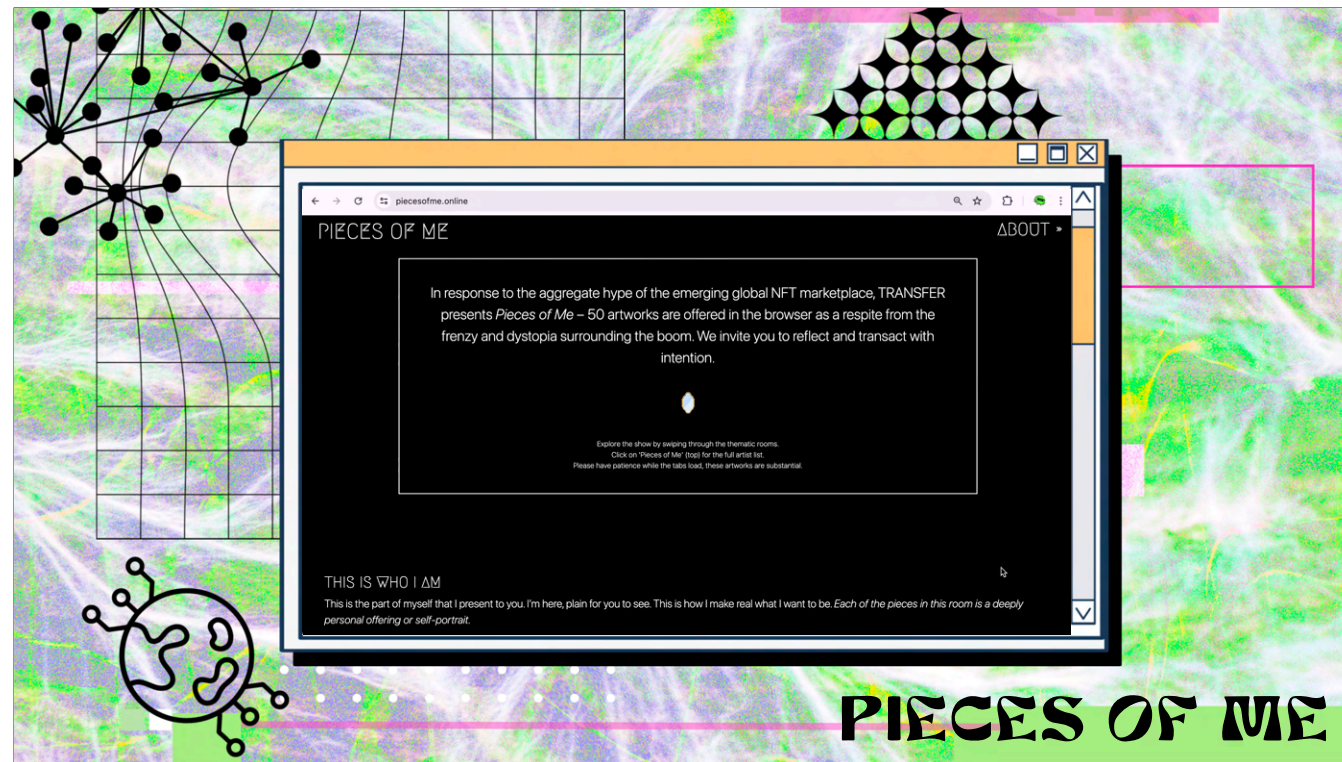 piecesofme.online
PIECES OF ME
ABOUT »
In response to the aggregate hype of the emerging global NFT marketplace, TRANSFER
presents Pieces of Me – 50 artworks are offered in the browser as a respite from the
frenzy and dystopia surrounding the boom. We invite you to reflect and transact with
intention.
Explore the show by swiping through the thematic rooms.
Click on 'Pieces of Me' (top) for the full artist list.
Please have patience while the tabs load, these artworks are substantial.
THIS IS WHO I AM
This is the part of myself that I present to you. I'm here, plain for you to see. This is how I make real what I want to be. Each of the pieces in this room is a deeply
personal offering or self-portrait.
PIECES OF ME